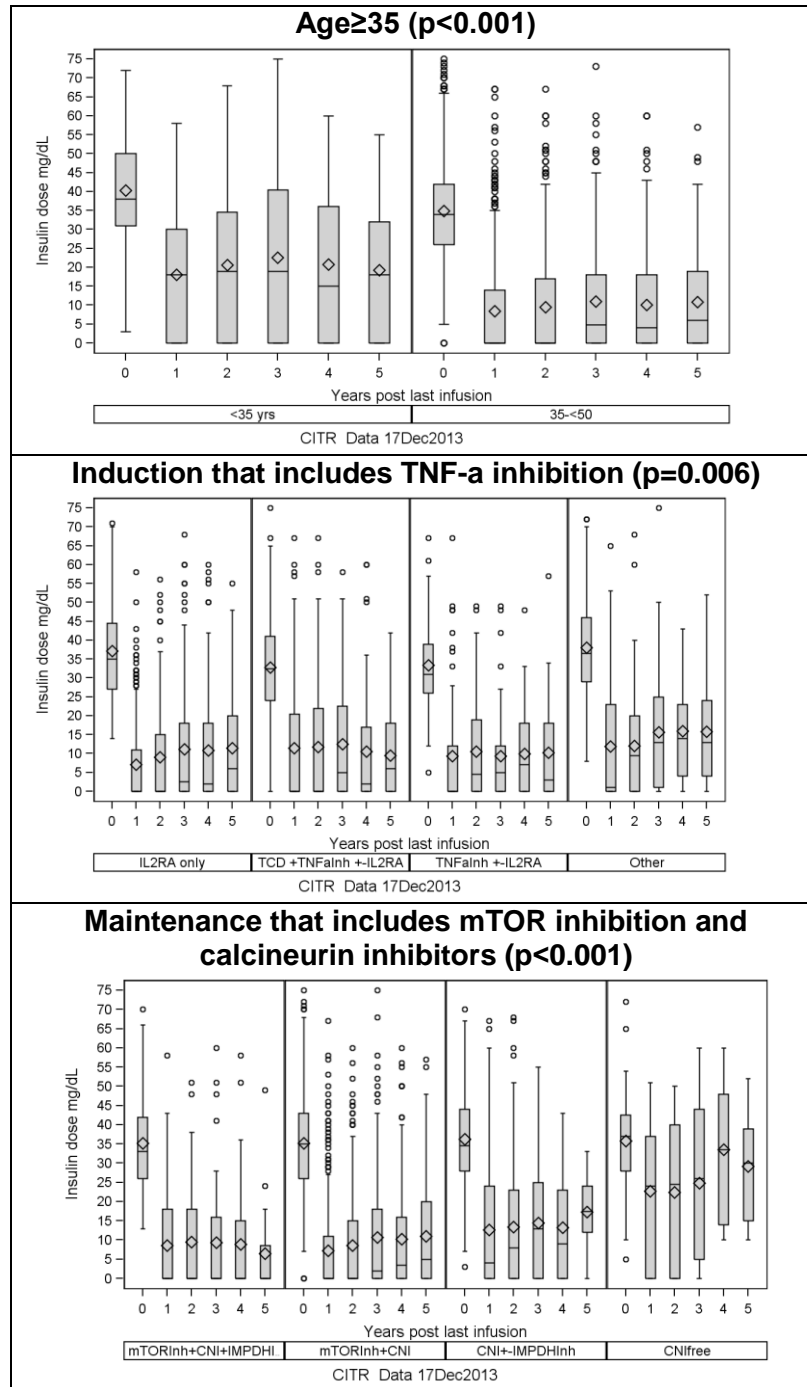 Age≥35 (p<0.001)
75
70
65
60
55
50
45
40
35
30
25
20
15
10
5
0
Insulin dose mg/dL
0 1 2 3 4 5 0 1 2 3 4 5
Years post last infusion
<35 yrs 35-<50
CITR Data 17Dec2013
Induction that includes TNF-a inhibition (p=0.006)
75
70
65
60
55
50
45
40
35
30
25
20
15
10
5
0
Insulin dose mg/dL
0 1 2 3 4 5 0 1 2 3 4 5 0 1 2 3 4 5 0 1 2 3 4 5
Years post last infusion
IL2RA only TCD +TNFaInh +-IL2RA TNFaInh +-IL2RA Other
CITR Data 17Dec2013
Maintenance that includes mTOR inhibition and
calcineurin inhibitors (p<0.001)
75
70
65
60
55
50
45
40
35
30
25
20
15
10
5
0
Insulin dose mg/dL
0 1 2 3 4 5 0 1 2 3 4 5 0 1 2 3 4 5 0 1 2 3 4 5
Years post last infusion
mTORInh+CNI+IMPDHI... mTORInh+CNI CNI+-IMPDHInh CNIfree
CITR Data 17Dec2013